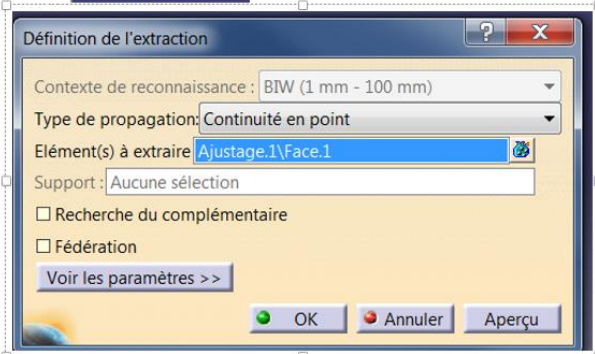 Définition de l'extraction
Contexte de reconnaissance : BIW (1 mm - 100 mm)
Type de propagation: Continuité en point
Elément(s) à extraire Ajustage.1\Face.1
Support : Aucune sélection
Recherche du complémentaire
Fédération
Voir les paramètres >>
OK Annuler Aperçu